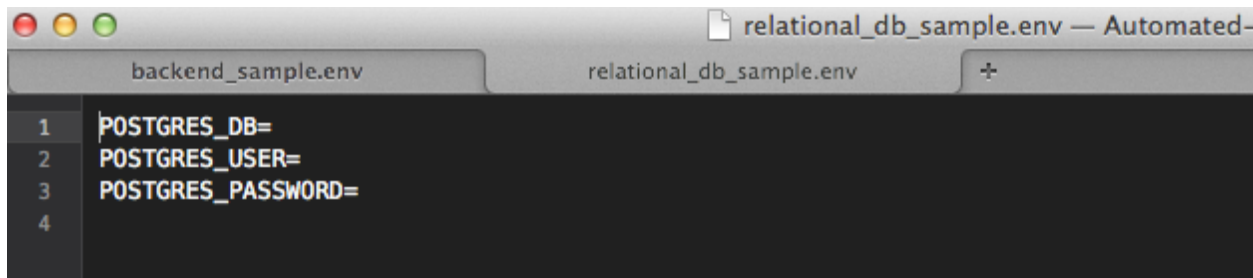 relational_db_sample.env — Automated-
backend_sample.env relational_db_sample.env +
1 POSTGRES_DB=
2 POSTGRES_USER=
3 POSTGRES_PASSWORD=
4